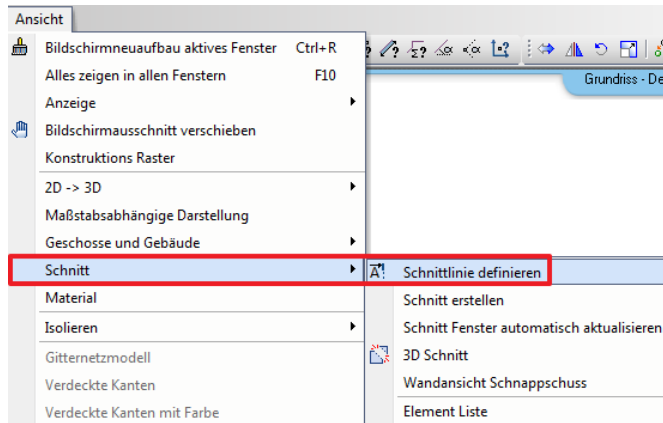 Ansicht
Bildschirmneuaufbau aktives Fenster Ctrl+R
Alles zeigen in allen Fenstern F10
Grundriss - De
Anzeige
Bildschirmausschnitt verschieben
Konstruktions Raster
2D -> 3D
Maßstabsabhängige Darstellung
Geschosse und Gebäude
Schnitt
Schnittlinie definieren
Material
Schnitt erstellen
Isolieren
Schnitt Fenster automatisch aktualisieren
Gitternetzmodell
3D Schnitt
Verdeckte Kanten
Wandansicht Schnappschuss
Verdeckte Kanten mit Farbe
Element Liste